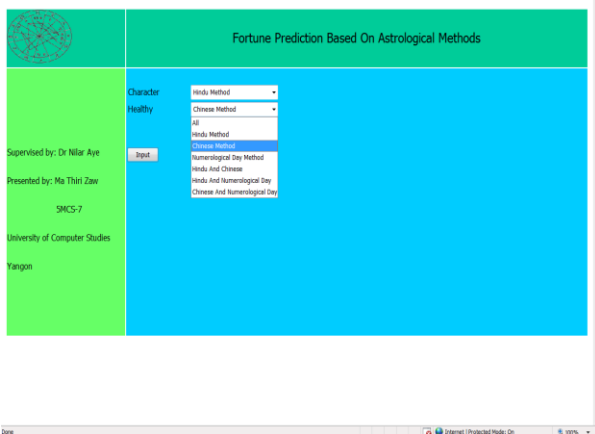 Fortune Prediction Based On Astrological Methods
Character Hindu Method
Healthy Chinese Method
All
Hindu Method
Chinese Method
Numerological Day Method
Hindu And Chinese
Hindu And Numerological Day
Chinese And Numerological Day
Input
Supervised by: Dr Nilar Aye
Presented by: Ma Thiri Zaw
5MCS-7
University of Computer Studies
Yangon
Done
Internet | Protected Mode: On
100%